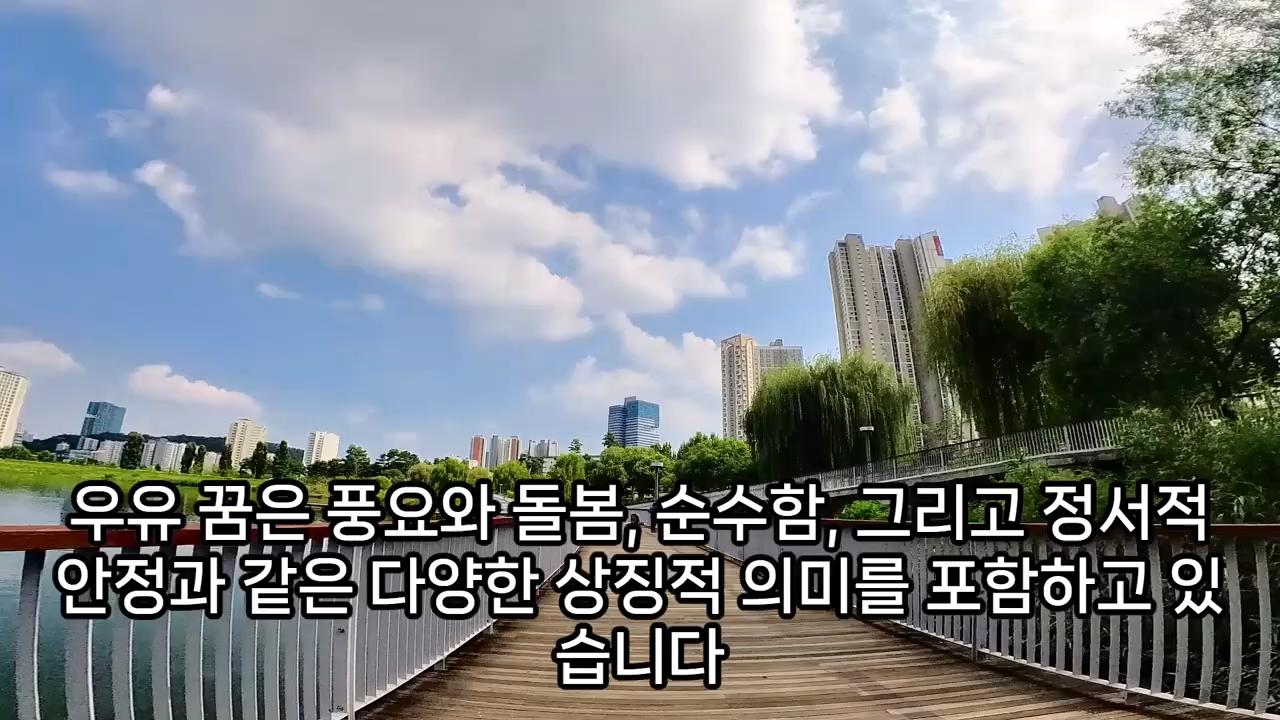 우유 꿈은 풍요와 돌봄, 순수함, 그리고 정서적
안정과 같은 다양한 상징적 의미를 포함하고 있
습니다